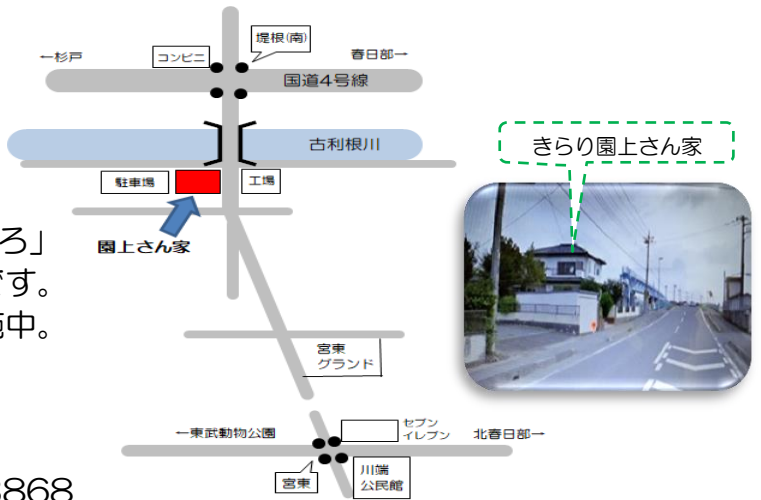 堤根(南)
←杉戸
コンビニ
春日部→
国道4号線
古利根川
きらり園上さん家
駐車場
工場
ろ」
園上さん家
です。
施中。
宮東
グランド
←東武動物公園
セブン
イレブン
北春日部→
宮東
川端
公民館
868